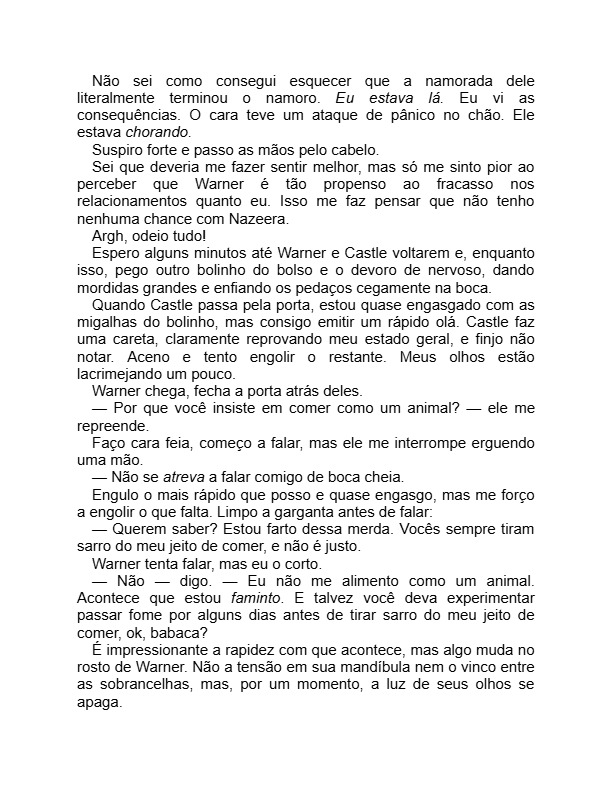 Não sei como consegui esquecer que a namorada dele
literalmente terminou o namoro. Eu estava lá. Eu vi as
consequências. O cara teve um ataque de pânico no chão. Ele
estava chorando.
Suspiro forte e passo as mãos pelo cabelo.
Sei que deveria me fazer sentir melhor, mas só me sinto pior ao
perceber que Warner é tão propenso ao fracasso nos
relacionamentos quanto eu. Isso me faz pensar que não tenho
nenhuma chance com Nazeera.
Argh, odeio tudo!
Espero alguns minutos até Warner e Castle voltarem e, enquanto
isso, pego outro bolinho do bolso e o devoro de nervoso, dando
mordidas grandes e enfiando os pedaços cegamente na boca.
Quando Castle passa pela porta, estou quase engasgado com as
migalhas do bolinho, mas consigo emitir um rápido olá. Castle faz
uma careta, claramente reprovando meu estado geral, e finjo não
notar. Aceno e tento engolir o restante. Meus olhos estão
lacrimejando um pouco.
Warner chega, fecha a porta atrás deles.
— Por que você insiste em comer como um animal? — ele me
repreende.
Faço cara feia, começo a falar, mas ele me interrompe erguendo
uma mão.
— Não se atreva a falar comigo de boca cheia.
Engulo o mais rápido que posso e quase engasgo, mas me forço
a engolir o que falta. Limpo a garganta antes de falar:
— Querem saber? Estou farto dessa merda. Vocês sempre tiram
sarro do meu jeito de comer, e não é justo.
Warner tenta falar, mas eu o corto.
— Não — digo. — Eu não me alimento como um animal.
Acontece que estou faminto. E talvez você deva experimentar
passar fome por alguns dias antes de tirar sarro do meu jeito de
comer, ok, babaca?
É impressionante a rapidez com que acontece, mas algo muda no
rosto de Warner. Não a tensão em sua mandíbula nem o vinco entre
as sobrancelhas, mas, por um momento, a luz de seus olhos se
apaga.